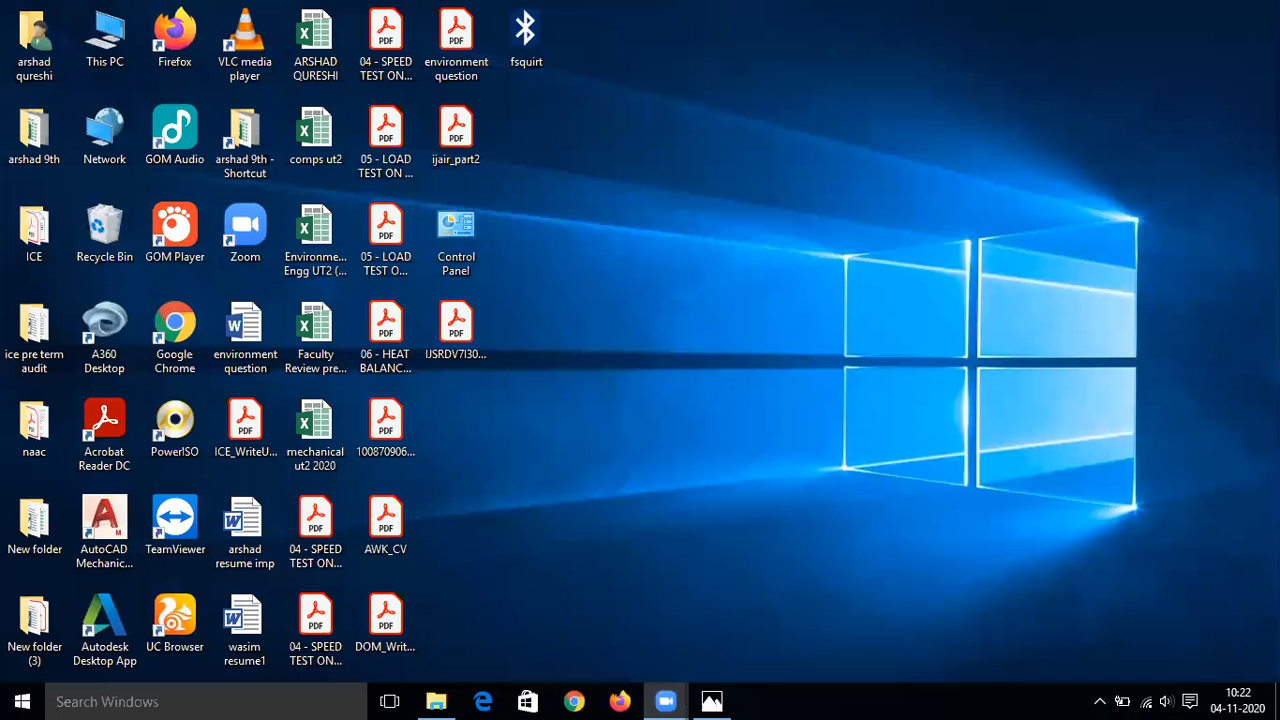 arshad
qureshi
This PC
Firefox
VLC media
player
ARSHAD
QURESHI
04 - SPEED
TEST ON...
environment
question
fsquirt
arshad 9th
Network
GOM Audio
arshad 9th -
Shortcut
comps ut2
05 - LOAD
TEST ON ...
ijair_part2
ICE
Recycle Bin
GOM Player
Zoom
Environme...
Engg UT2 (...
05 - LOAD
TEST O...
Control
Panel
ice pre term
audit
A360
Desktop
Google
Chrome
environment
question
Faculty
Review pre...
06 - HEAT
BALANC...
IJSRDV7I30...
naac
Acrobat
Reader DC
PowerISO
ICE_WriteU...
mechanical
ut2 2020
100870906...
New folder
AutoCAD
Mechanic...
TeamViewer
arshad
resume imp
04 - SPEED
TEST ON...
AWK_CV
New folder
(3)
Autodesk
Desktop App
UC Browser
wasim
resume1
04 - SPEED
TEST ON...
DOM_Writ...
Search Windows
0:22
04-11-2020